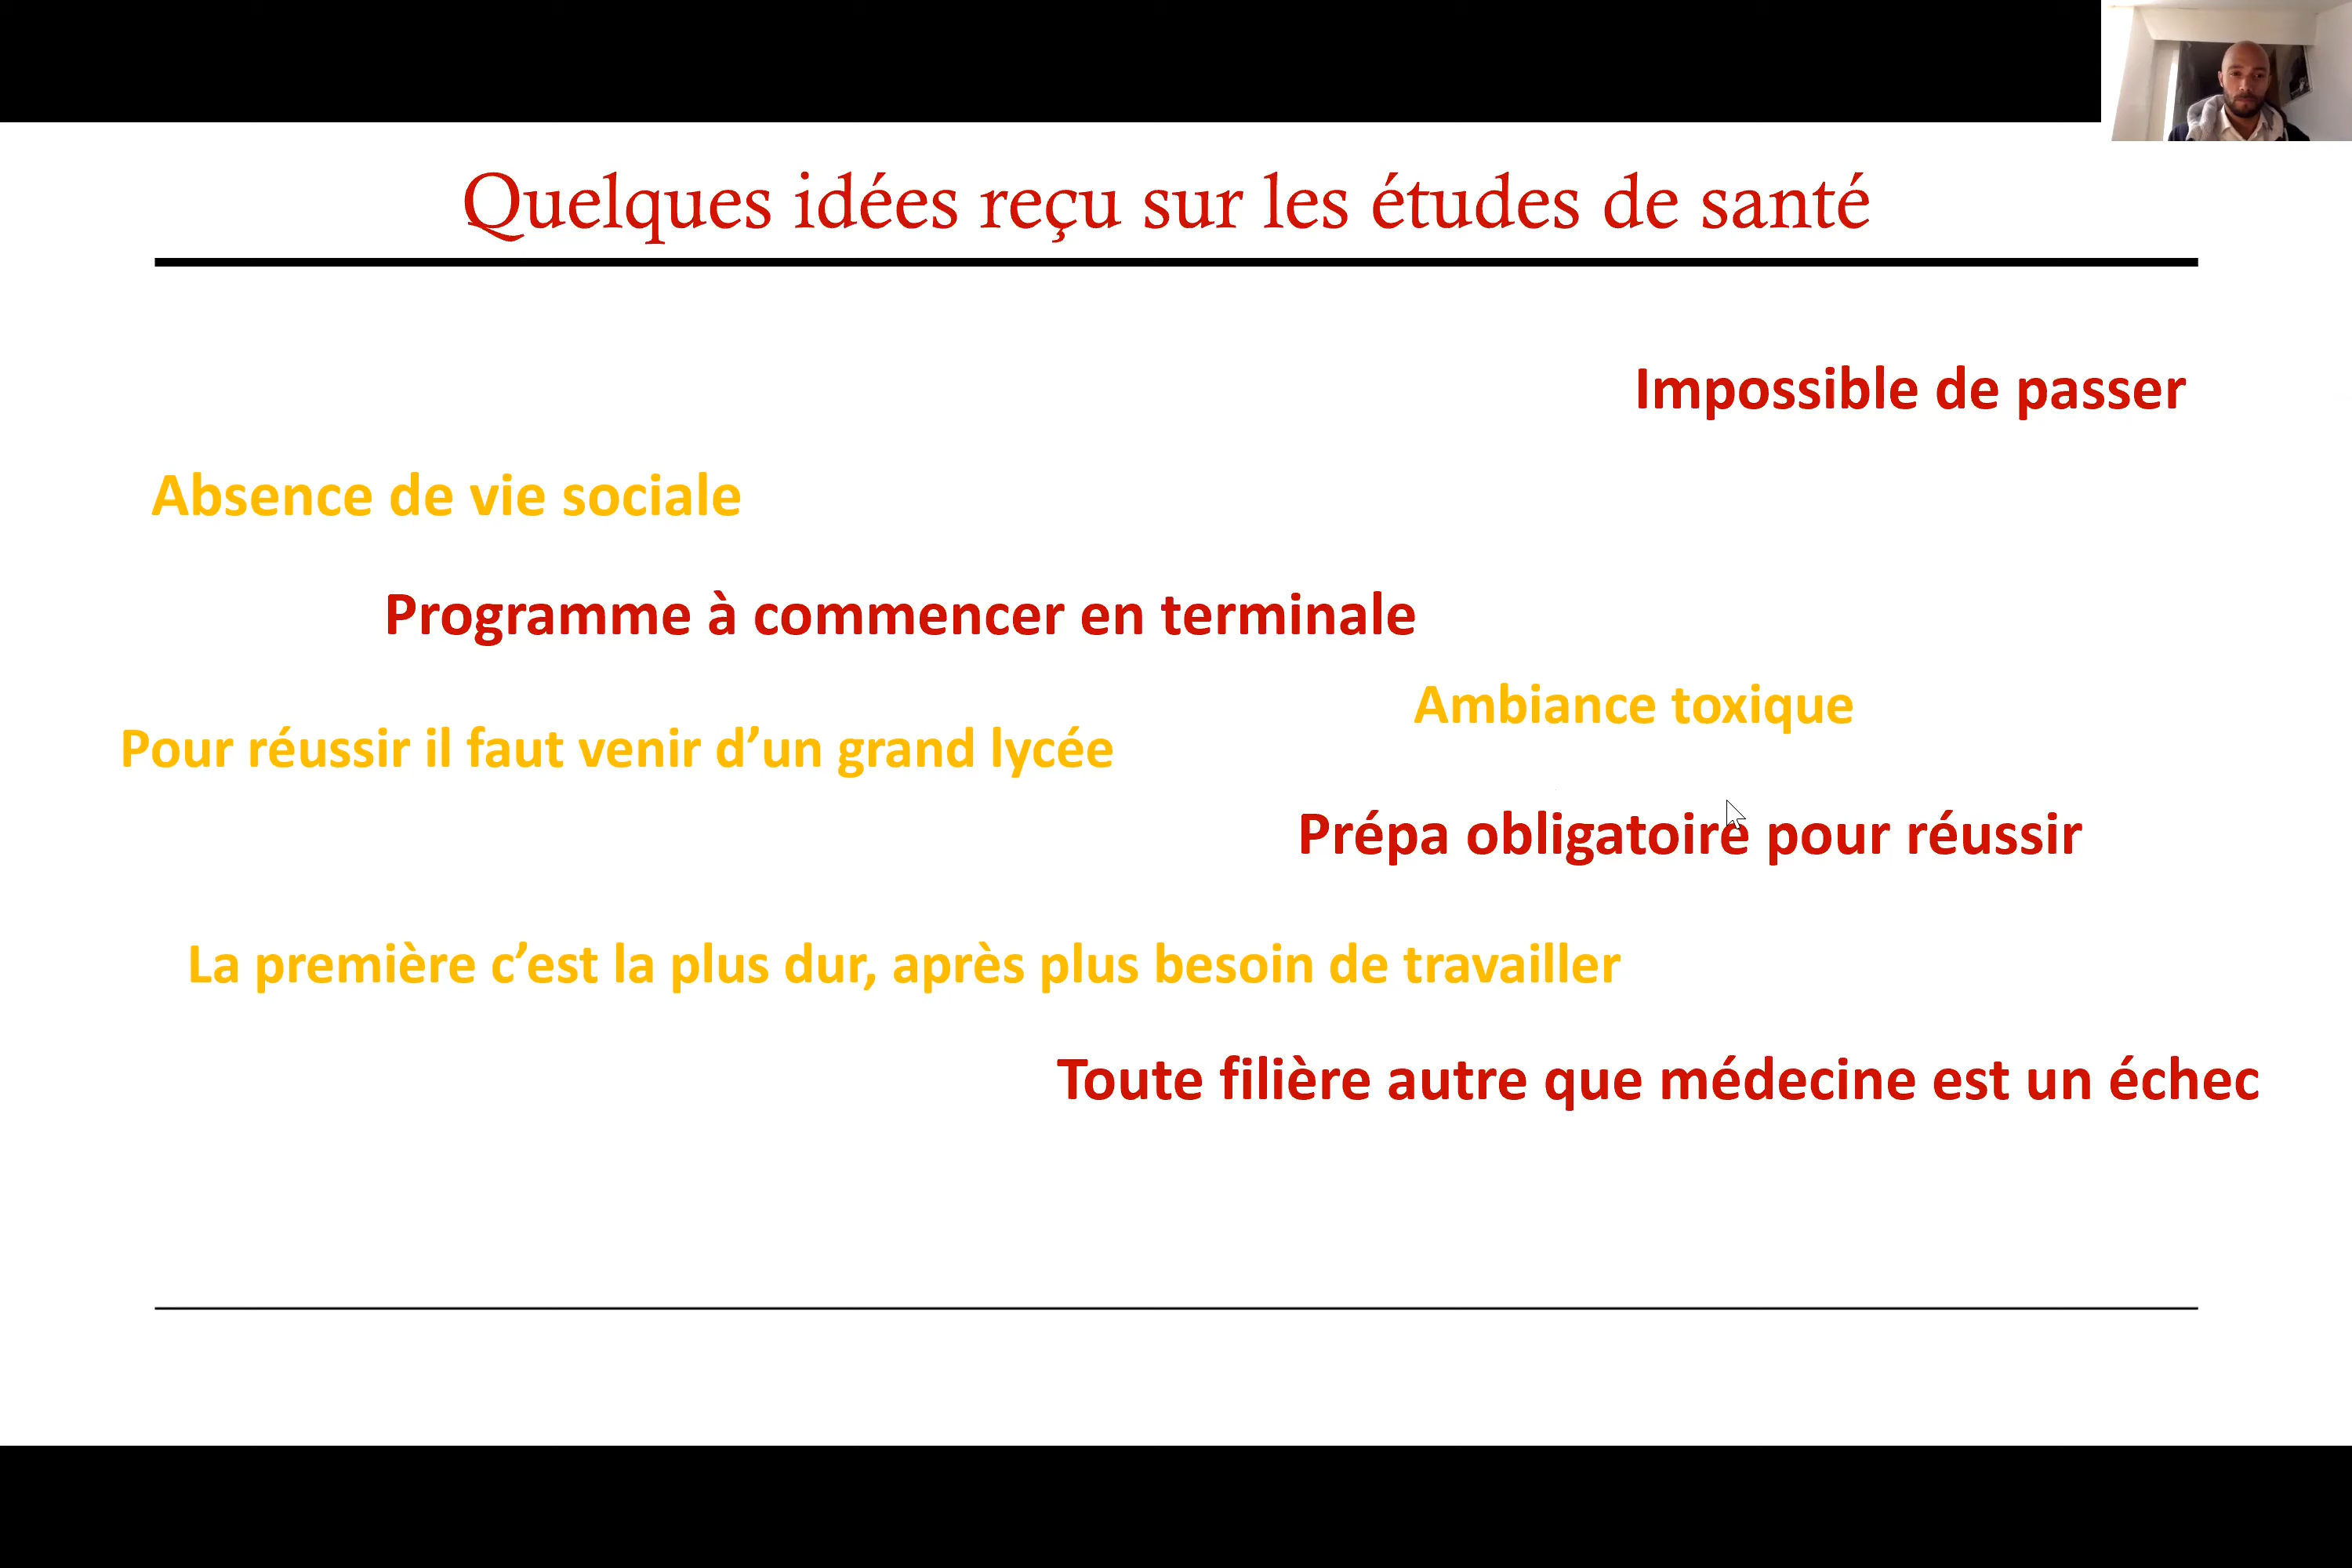 Quelques idées reçu sur les études de santé
Impossible de passer
Absence de vie sociale
Programme à commencer en terminale
Ambiance toxique
Pour réussir il faut venir d’un grand lycée
Prépa obligatoire pour réussir
La première c’est la plus dur, après plus besoin de travailler
Toute filière autre que médecine est un échec